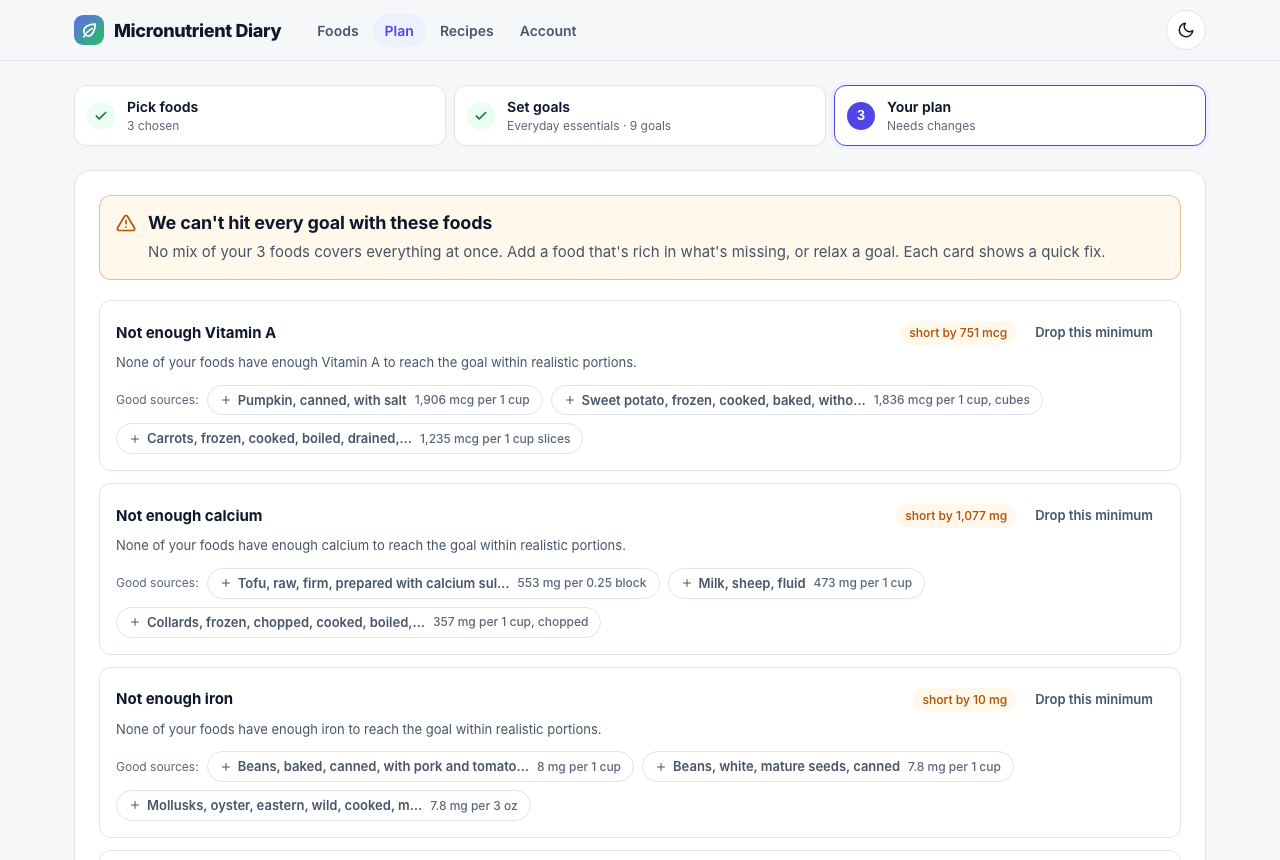 Micronutrient Diary
Foods
Plan
Recipes
Account
Pick foods
3 chosen
Set goals
Everyday essentials · 9 goals
3
Your plan
Needs changes
We can't hit every goal with these foods
No mix of your 3 foods covers everything at once. Add a food that's rich in what's missing, or relax a goal. Each card shows a quick fix.
Not enough Vitamin A
short by 751 mcg
Drop this minimum
None of your foods have enough Vitamin A to reach the goal within realistic portions.
Good sources:
+ Pumpkin, canned, with salt 1,906 mcg per 1 cup
+ Sweet potato, frozen, cooked, baked, witho... 1,836 mcg per 1 cup, cubes
+ Carrots, frozen, cooked, boiled, drained,... 1,235 mcg per 1 cup slices
Not enough calcium
short by 1,077 mg
Drop this minimum
None of your foods have enough calcium to reach the goal within realistic portions.
Good sources:
+ Tofu, raw, firm, prepared with calcium sul... 553 mg per 0.25 block
+ Milk, sheep, fluid 473 mg per 1 cup
+ Collards, frozen, chopped, cooked, boiled,... 357 mg per 1 cup, chopped
Not enough iron
short by 10 mg
Drop this minimum
None of your foods have enough iron to reach the goal within realistic portions.
Good sources:
+ Beans, baked, canned, with pork and tomato... 8 mg per 1 cup
+ Beans, white, mature seeds, canned 7.8 mg per 1 cup
+ Mollusks, oyster, eastern, wild, cooked, m... 7.8 mg per 3 oz